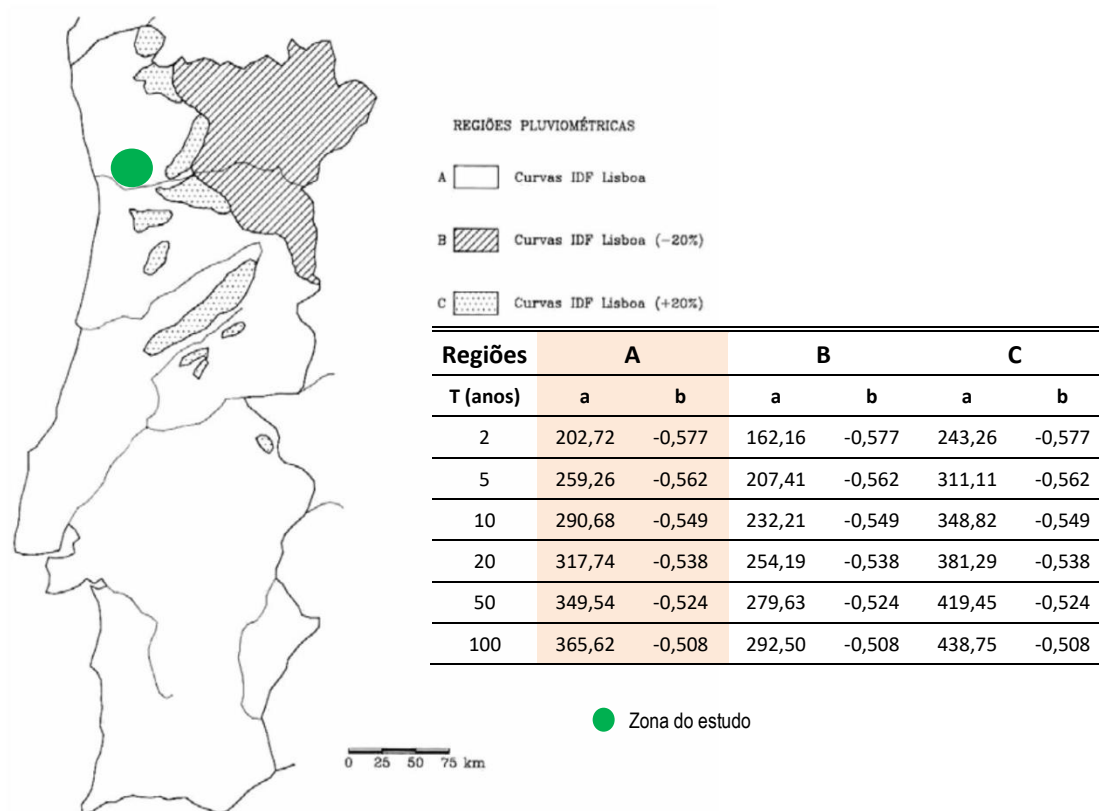 REGIÕES PLUVIOMÉTRICAS
A Curvas IDF Lisboa
B Curvas IDF Lisboa (-20%)
C Curvas IDF Lisboa (+20%)
Regiões A B C
T (anos) a b a b a b
2 202,72 -0,577 162,16 -0,577 243,26 -0,577
5 259,26 -0,562 207,41 -0,562 311,11 -0,562
10 290,68 -0,549 232,21 -0,549 348,82 -0,549
20 317,74 -0,538 254,19 -0,538 381,29 -0,538
50 349,54 -0,524 279,63 -0,524 419,45 -0,524
100 365,62 -0,508 292,50 -0,508 438,75 -0,508
Zona do estudo
0 25 50 75 km